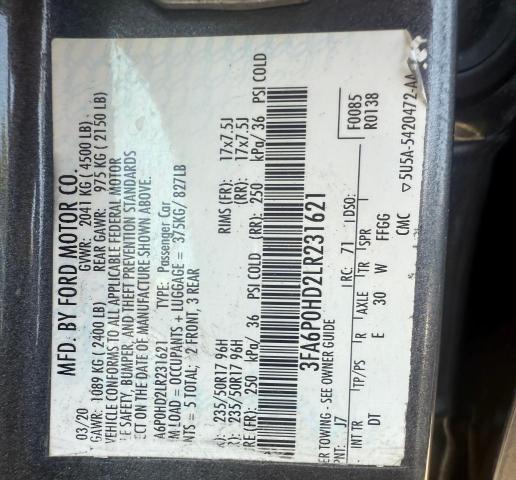 MFD. BY FORD MOTOR CO.
03/20 GVWR: 2041 KG ( 4500 LB)
GAWR: 1089 KG (2400 LB) REAR GAWR: 975 KG ( 2150 LB)
VEHICLE CONFORMS TO ALL APPLICABLE FEDERAL MOTOR
E SAFETY, BUMPER, AND THEFT PREVENTION STANDARDS
ECT ON THE DATE OF MANUFACTURE SHOWN ABOVE.
A6P0HD2LR231621 TYPE: Passenger Car
M LOAD = OCCUPANTS + LUGGAGE = 375KG/ 827LB
NTS = 5 TOTAL; 2 FRONT, 3 REAR
235/50R17 96H RIMS (FR): 17x7.5J
235/50R17 96H (RR): 17x7.5J
RE (FR): 250 kPa/ 36 PSI COLD (RR) 250 kPa/ 36 PSI COLD
3FA6P0HD2LR231621
ER TOWING - SEE OWNER GUIDE
PNT: J7 RC: 71 DSO: F0085
R0138
INT TR TP/PS R AXLE TR SPR
DT E 30 W FFGG
CMC
5U5A-5420472-AA